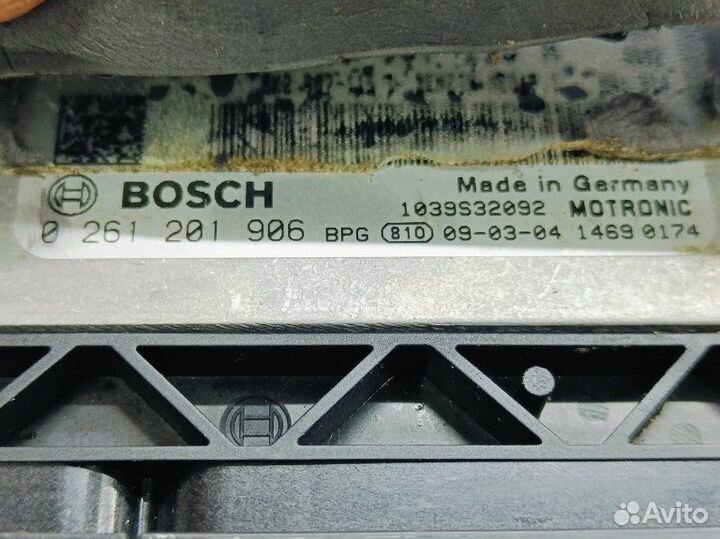 BOSCH
Made in Germany
1039S32092 MOTRONIC
0 261 201 906 BPG 810 09-03-04 1469 0174
Avito